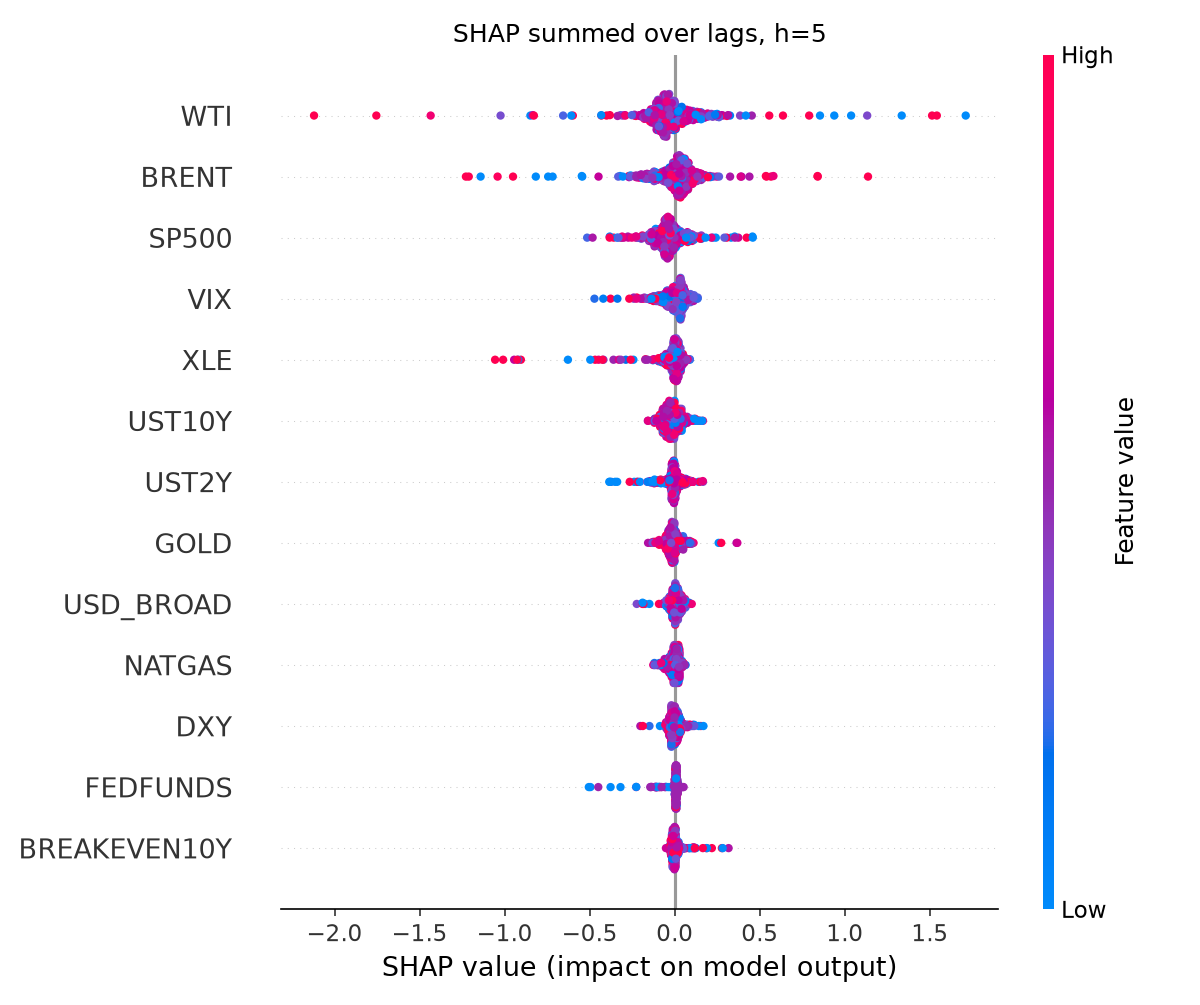 SHAP summed over lags, h=5
High
WTI
BRENT
SP500
VIX
XLE
UST10Y
UST2Y
GOLD
USD_BROAD
NATGAS
DXY
FEDFUNDS
BREAKEVEN10Y
Feature value
Low
−2.0 −1.5 −1.0 −0.5 0.0 0.5 1.0 1.5
SHAP value (impact on model output)